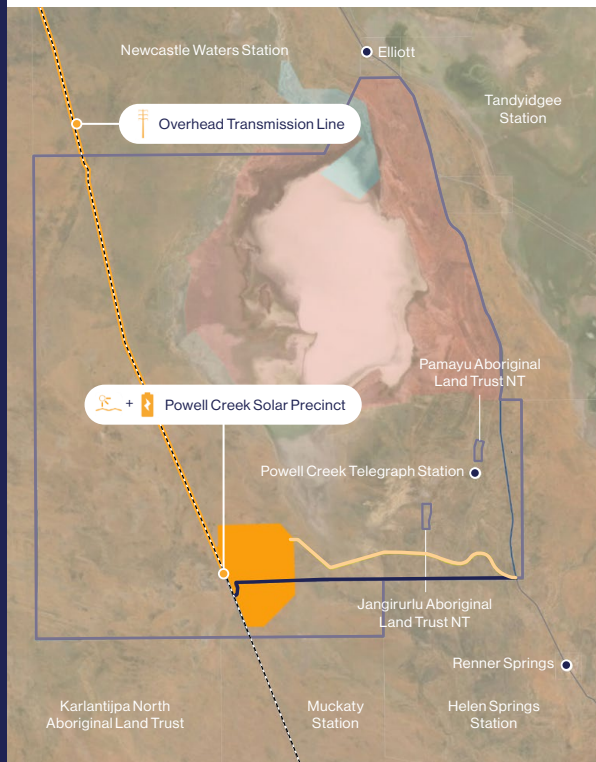 Newcastle Waters Station
Elliott
Tandyidgee
Station
Overhead Transmission Line
Pamayu Aboriginal
Land Trust NT
+ Powell Creek Solar Precinct
Powell Creek Telegraph Station
Jangirurlu Aboriginal
Land Trust NT
Renner Springs
Karlantijpa North
Aboriginal Land Trust
Muckaty
Station
Helen Springs
Station